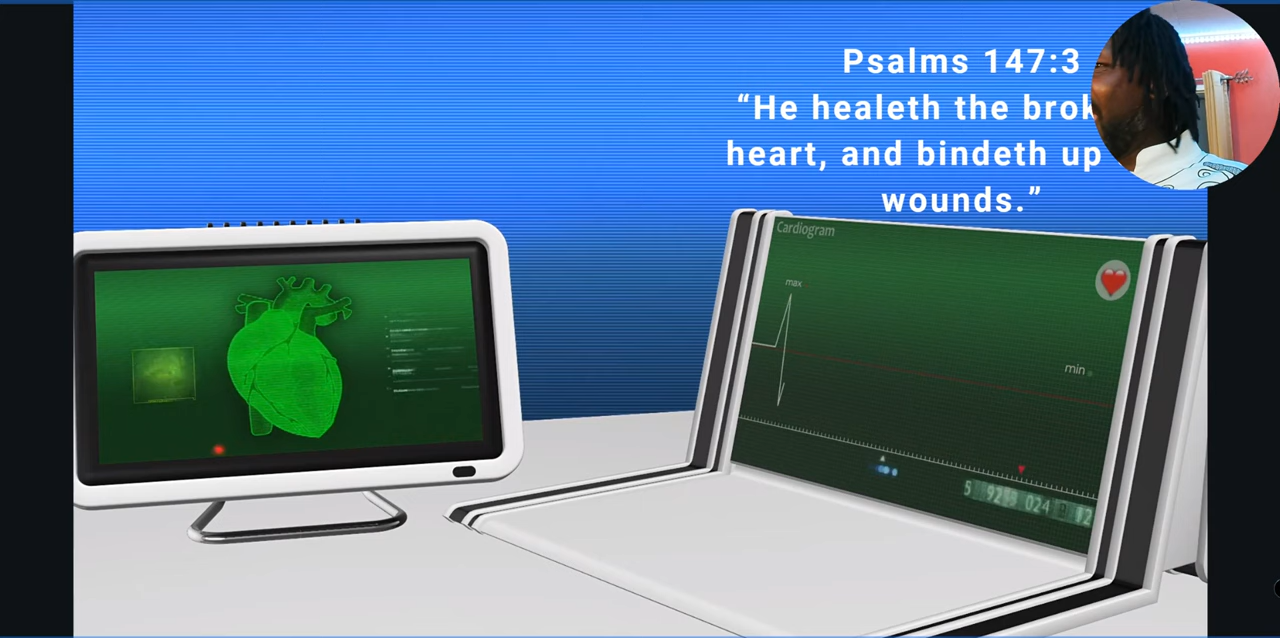 Psalms 147:3
“He healeth the brok
heart, and bindeth up
wounds.”
Cardiogram
max
min